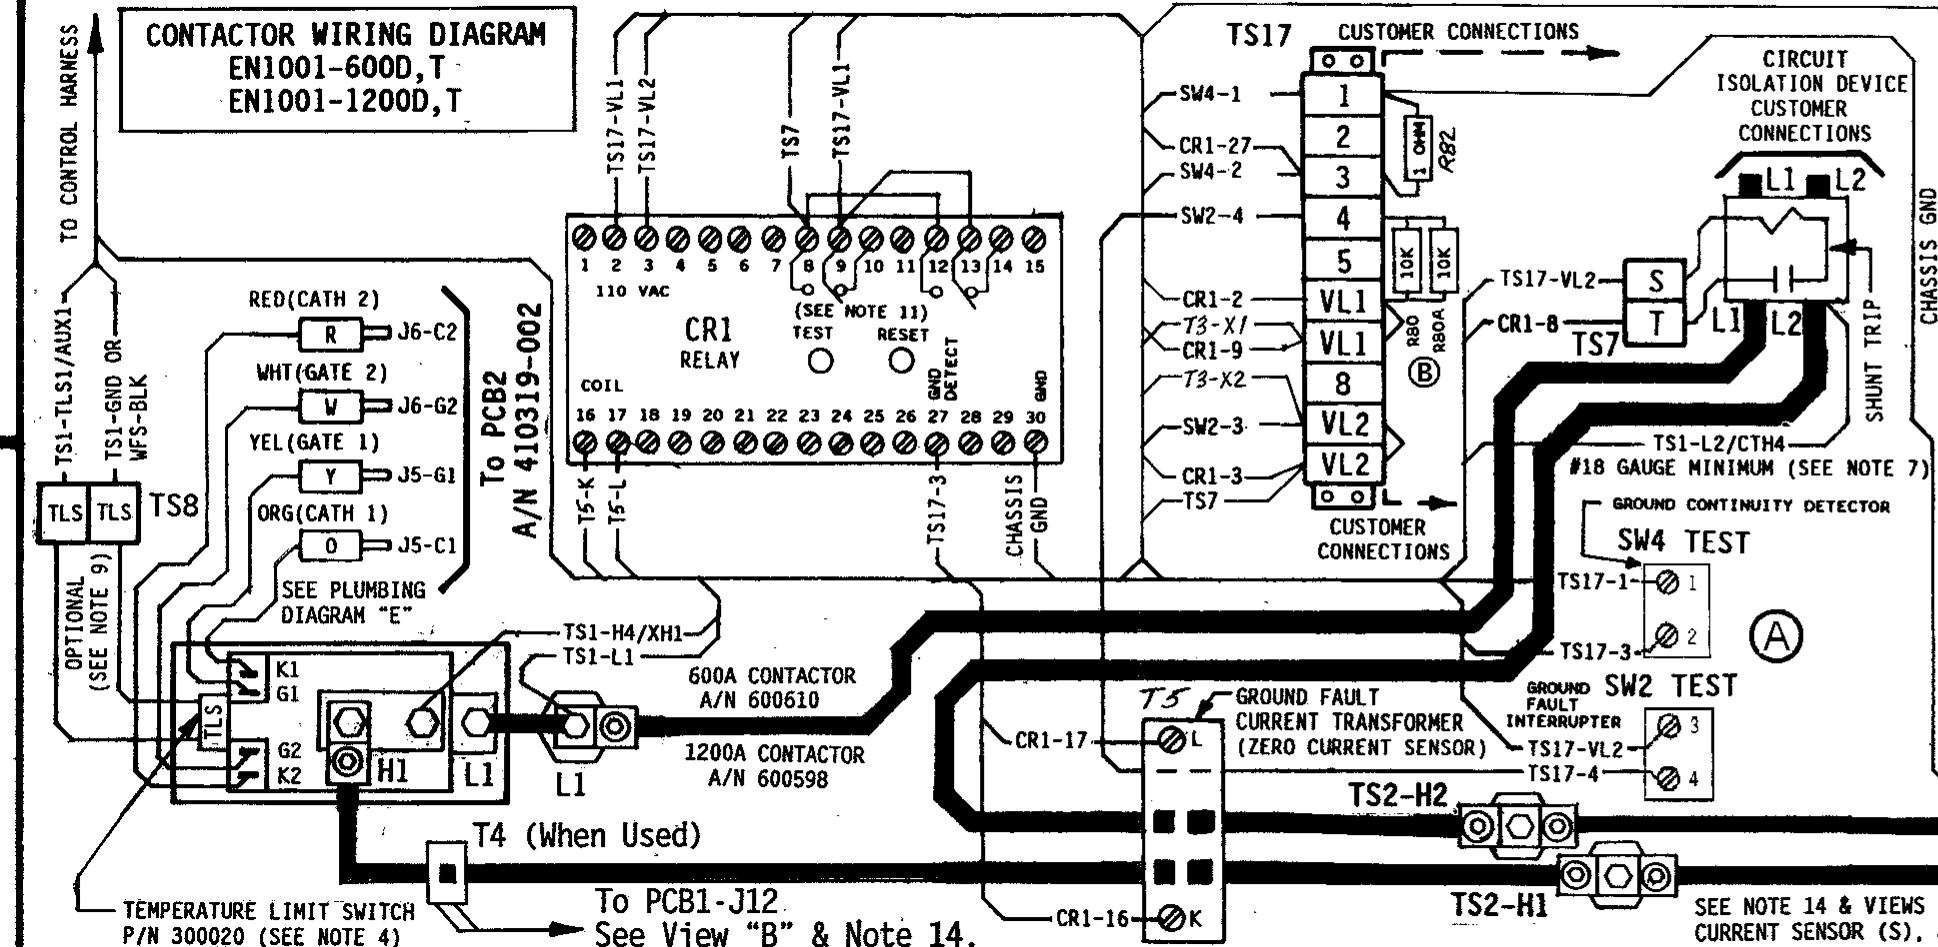 CONTACTOR WIRING DIAGRAM
EN1001-600D,T
EN1001-1200D,T
TO CONTROL HARNESS
TS1-TLS1/AUX1
TS1-GND OR
WFS-BLK
TLS
TLS
TS8
OPTIONAL
(SEE NOTE 9)
RED(CATH 2)
R
J6-C2
WHT(GATE 2)
W
J6-G2
YEL(GATE 1)
Y
J5-G1
ORG(CATH 1)
O
J5-C1
SEE PLUMBING
DIAGRAM "E"
To PCB2
A/N 410319-002
TS17-VL1
TS17-VL2
TS7
TS17-VL1
1 2 3 4 5 6 7 8 9 10 11 12 13 14 15
110 VAC
(SEE NOTE 11)
CR1
RELAY
TEST
RESET
COIL
GND
DETECT
GND
16 17 18 19 20 21 22 23 24 25 26 27 28 29 30
T5-K
T5-L
TS17-3
CHASSIS
GND
TS17
CUSTOMER CONNECTIONS
SW4-1
CR1-27
SW4-2
SW2-4
CR1-2
T3-X1
CR1-9
T3-X2
SW2-3
CR1-3
TS7
1
2
3
4
5
VL1
VL1
8
VL2
VL2
1 OHM
R82
10K
10K
R80
R80A
B
CUSTOMER
CONNECTIONS
CIRCUIT
ISOLATION DEVICE
CUSTOMER
CONNECTIONS
L1
L2
TS17-VL2
S
CR1-8
T
TS7
L1
L2
SHUNT TRIP
CHASSIS GND
TS1-L2/CTH4
#18 GAUGE MINIMUM (SEE NOTE 7)
GROUND CONTINUITY DETECTOR
SW4 TEST
TS17-1
1
2
TS17-3
A
GROUND
FAULT
INTERRUPTER
SW2 TEST
3
TS17-VL2
TS17-4
4
K1
G1
TLS
G2
K2
H1
L1
L1
TS1-H4/XH1
TS1-L1
600A CONTACTOR
A/N 600610
1200A CONTACTOR
A/N 600598
T5
GROUND FAULT
CURRENT TRANSFORMER
(ZERO CURRENT SENSOR)
CR1-17
L
CR1-16
K
TS2-H2
TS2-H1
T4 (When Used)
To PCB1-J12
See View "B" & Note 14.
TEMPERATURE LIMIT SWITCH
P/N 300020 (SEE NOTE 4)
SEE NOTE 14 & VIEWS
CURRENT SENSOR (S),